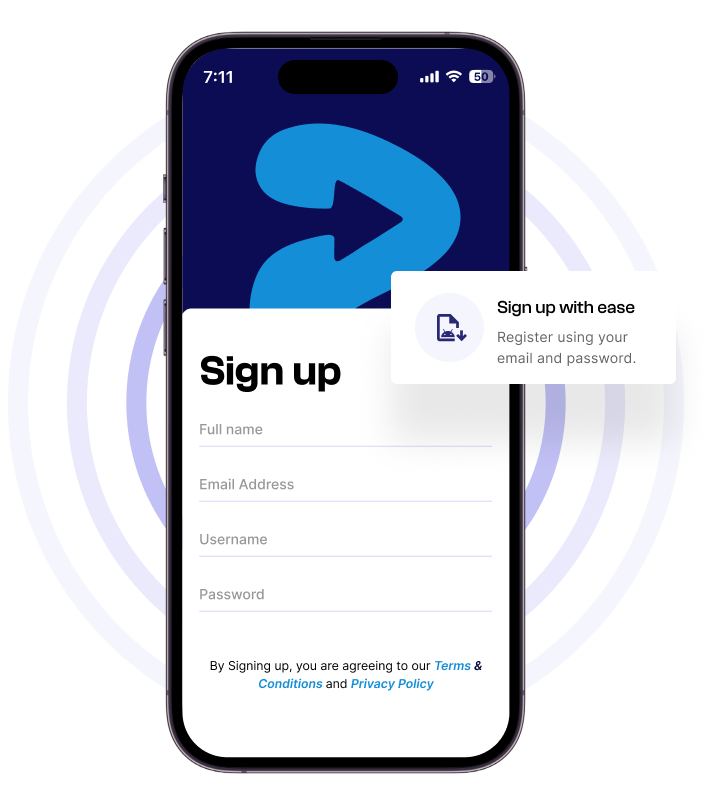 7:11
50
Sign up with ease
Register using your
email and password.
Sign up
Full name
Email Address
Username
Password
By Signing up, you are agreeing to our Terms &
Conditions and Privacy Policy